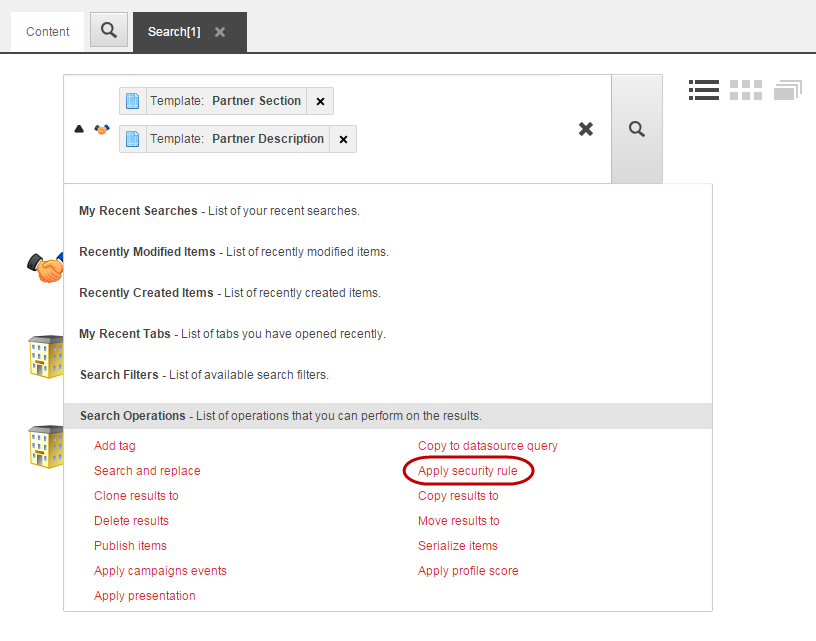 Content
Search[1]
Template: Partner Section
Template: Partner Description
My Recent Searches - List of your recent searches.
Recently Modified Items - List of recently modified items.
Recently Created Items - List of recently created items.
My Recent Tabs - List of tabs you have opened recently.
Search Filters - List of available search filters.
Search Operations - List of operations that you can perform on the results.
Add tag
Copy to datasource query
Search and replace
Apply security rule
Clone results to
Copy results to
Delete results
Move results to
Publish items
Serialize items
Apply campaigns events
Apply profile score
Apply presentation